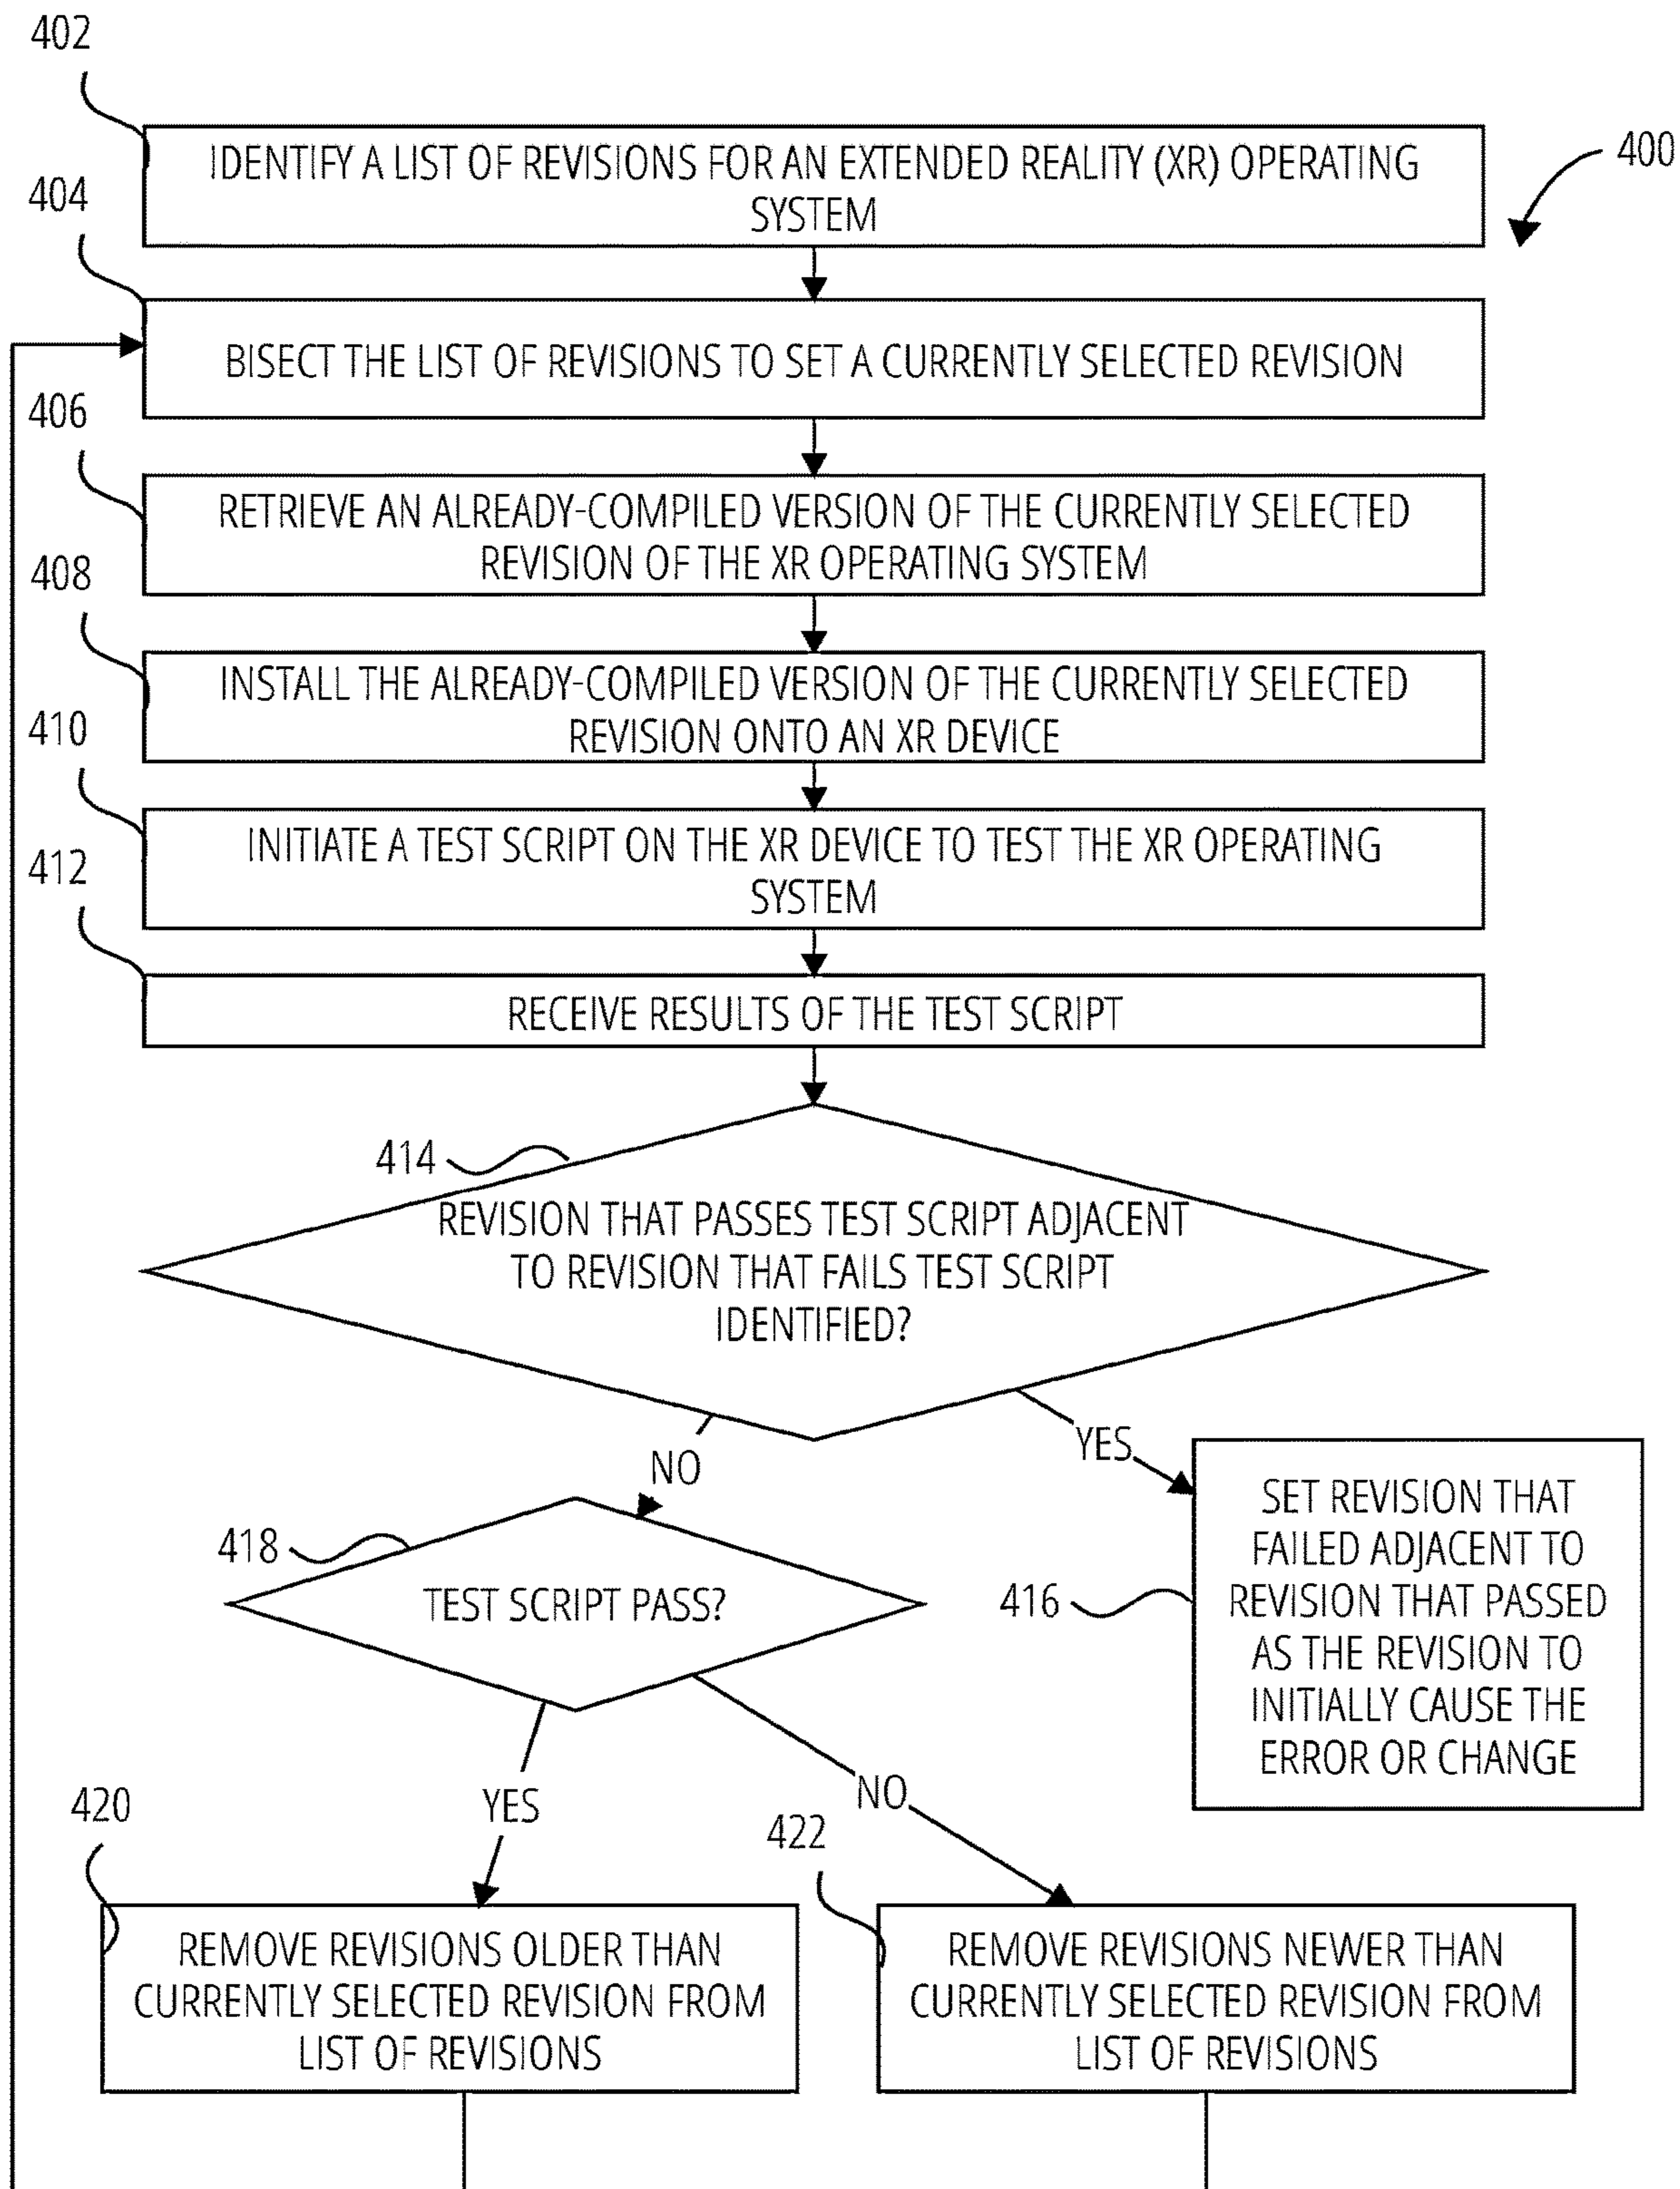 402
IDENTIFY A LIST OF REVISIONS FOR AN EXTENDED REALITY (XR) OPERATING
SYSTEM
400
404
BISECT THE LIST OF REVISIONS TO SET A CURRENTLY SELECTED REVISION
406
RETRIEVE AN ALREADY-COMPILED VERSION OF THE CURRENTLY SELECTED
REVISION OF THE XR OPERATING SYSTEM
408
INSTALL THE ALREADY-COMPILED VERSION OF THE CURRENTLY SELECTED
REVISION ONTO AN XR DEVICE
410
INITIATE A TEST SCRIPT ON THE XR DEVICE TO TEST THE XR OPERATING
SYSTEM
412
RECEIVE RESULTS OF THE TEST SCRIPT
414
REVISION THAT PASSES TEST SCRIPT ADJACENT
TO REVISION THAT FAILS TEST SCRIPT
IDENTIFIED?
NO
YES
418
TEST SCRIPT PASS?
416
SET REVISION THAT
FAILED ADJACENT TO
REVISION THAT PASSED
AS THE REVISION TO
INITIALLY CAUSE THE
ERROR OR CHANGE
YES
NO
420
REMOVE REVISIONS OLDER THAN
CURRENTLY SELECTED REVISION FROM
LIST OF REVISIONS
422
REMOVE REVISIONS NEWER THAN
CURRENTLY SELECTED REVISION FROM
LIST OF REVISIONS